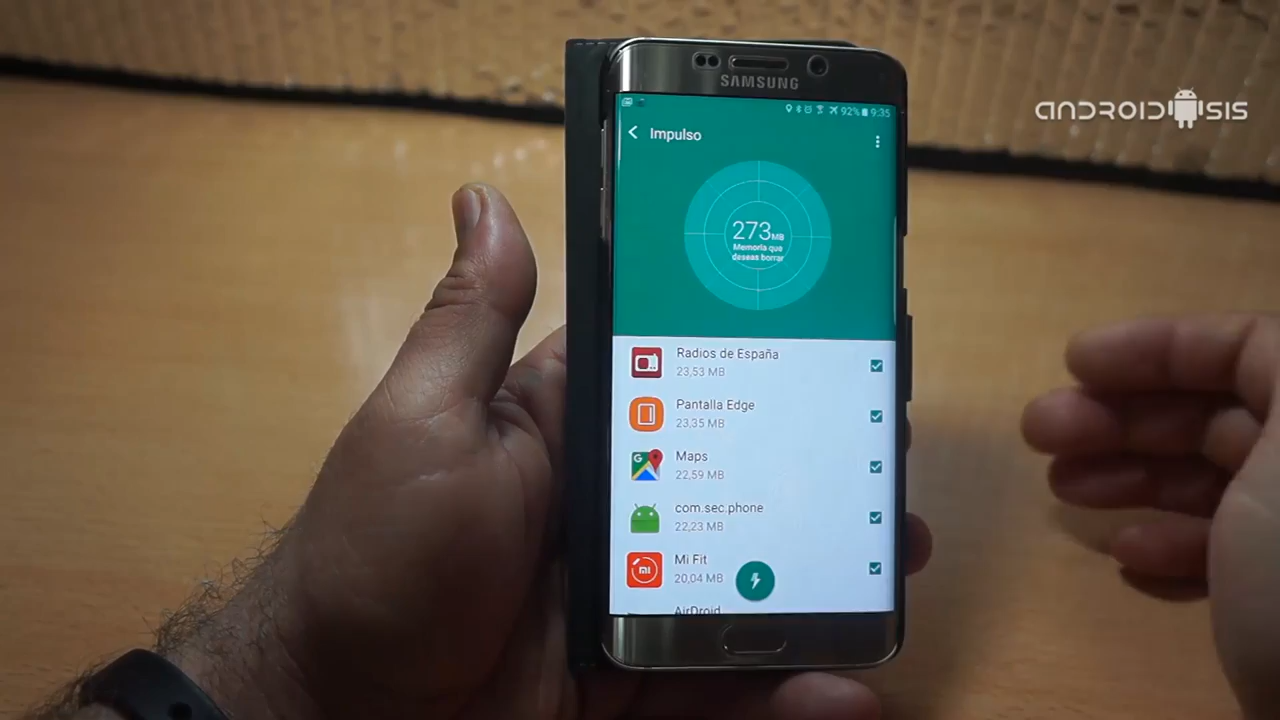 SAMSUNG
ANDROIDSIS
92% 9:35
Impulso
273MB
Memoria que
deseas borrar
Radios de España
23,53 MB
Pantalla Edge
23,35 MB
G
Maps
22,59 MB
com.sec.phone
22,23 MB
Mi Fit
mi
20,04 MB
AirDroid